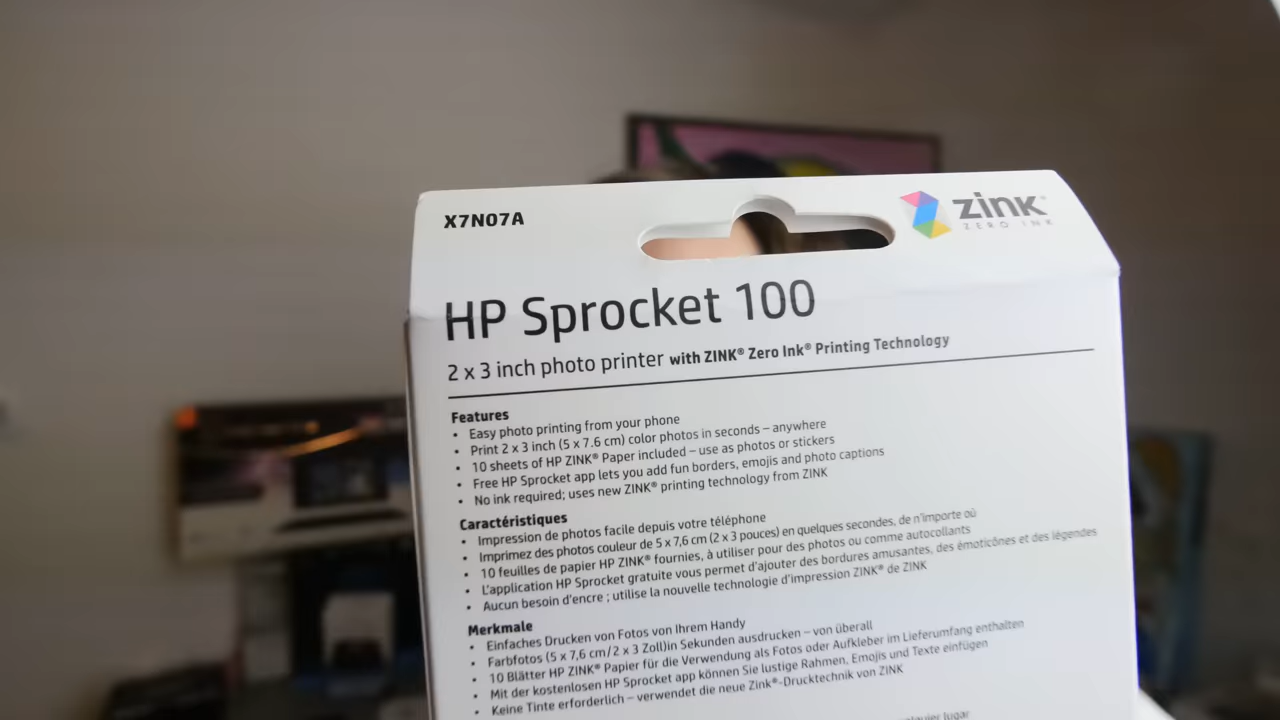 X7N07A
zink®
ZERO INK
HP Sprocket 100
2 x 3 inch photo printer with ZINK® Zero Ink® Printing Technology
Features
• Easy photo printing from your phone
• Print 2 x 3 inch (5 x 7.6 cm) color photos in seconds – anywhere
• 10 sheets of HP ZINK® Paper included – use as photos or stickers
• Free HP Sprocket app lets you add fun borders, emojis and photo captions
• No ink required; uses new ZINK® printing technology from ZINK
Caractéristiques
• Impression de photos facile depuis votre téléphone
• Imprimez des photos couleur de 5 x 7,6 cm (2 x 3 pouces) en quelques secondes, de n'importe où
• 10 feuilles de papier HP ZINK® fournies, à utiliser pour des photos ou comme autocollants
• L'application HP Sprocket gratuite vous permet d'ajouter des bordures amusantes, des émoticônes et des légendes
• Aucun besoin d'encre ; utilise la nouvelle technologie d'impression ZINK® de ZINK
Merkmale
• Einfaches Drucken von Fotos von Ihrem Handy
• Farbfotos (5 x 7,6 cm/2 x 3 Zoll)in Sekunden ausdrucken – von überall
• 10 Blätter HP ZINK® Papier für die Verwendung als Fotos oder Aufkleber im Lieferumfang enthalten
• Mit der kostenlosen HP Sprocket app können Sie lustige Rahmen, Emojis und Texte einfügen
• Keine Tinte erforderlich – verwendet die neue Zink®-Drucktechnik von ZINK
lugar